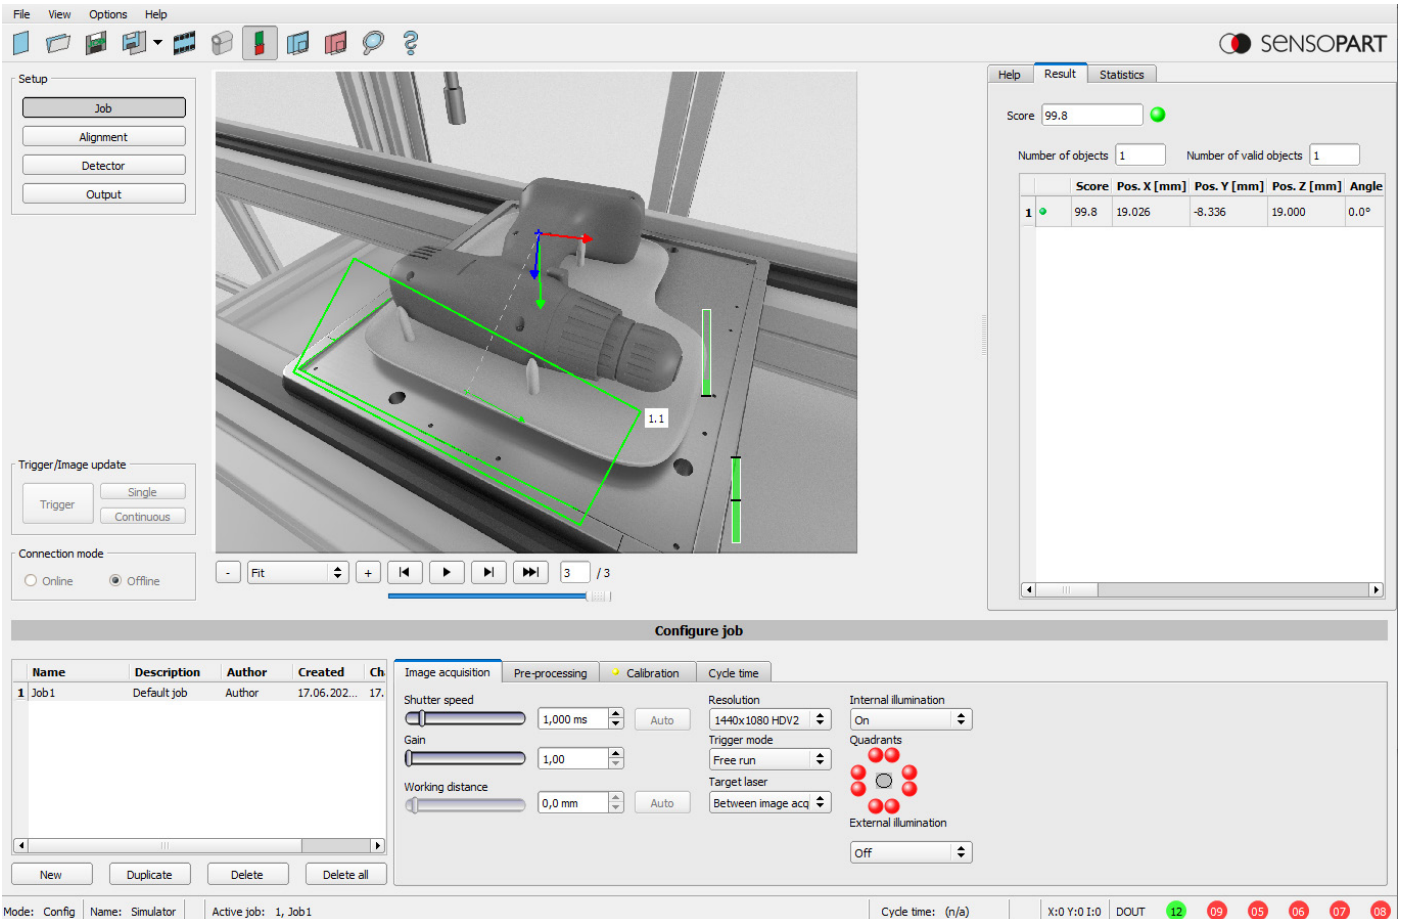 File View Options Help
SENSOPART
Setup
Job
Alignment
Detector
Output
Trigger/Image update
Trigger
Single
Continuous
Connection mode
Online Offline
1.1
- Fit + 3 /3
Help Result Statistics
Score 99.8
Number of objects 1 Number of valid objects 1
Score Pos. X [mm] Pos. Y [mm] Pos. Z [mm] Angle
1 99.8 19.026 -8.336 19.000 0.0°
Configure job
Name Description Author Created Ch
1 Job1 Default job Author 17.06.202... 17.
New Duplicate Delete Delete all
Image acquisition Pre-processing Calibration Cycle time
Shutter speed
1,000 ms Auto
Gain
1,00
Working distance
0,0 mm Auto
Resolution
1440x1080 HDV2
Trigger mode
Free run
Target laser
Between image acq
Internal illumination
On
Quadrants
External illumination
Off
Mode: Config Name: Simulator Active job: 1, Job1 Cycle time: (n/a) X:0 Y:0 I:0 DOUT 12 09 05 06 07 08